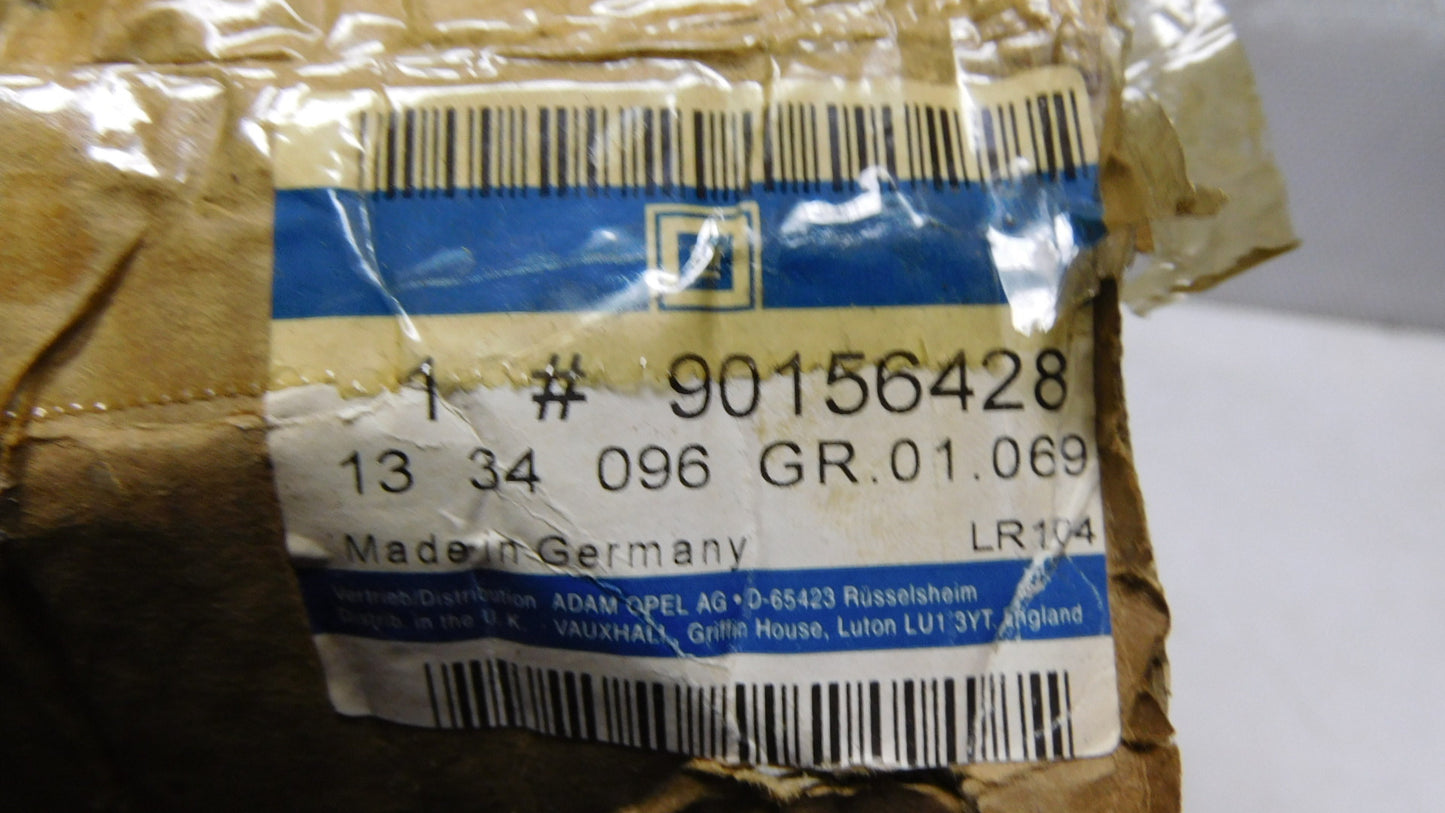 1 # 90156428
13 34 096 GR.01.069
Made in Germany LR104
Vertrieb/Distribution ADAM OPEL AG • D-65423 Rüsselsheim
Distrib. in the U.K. VAUXHALL, Griffin House, Luton LU1 3YT, England